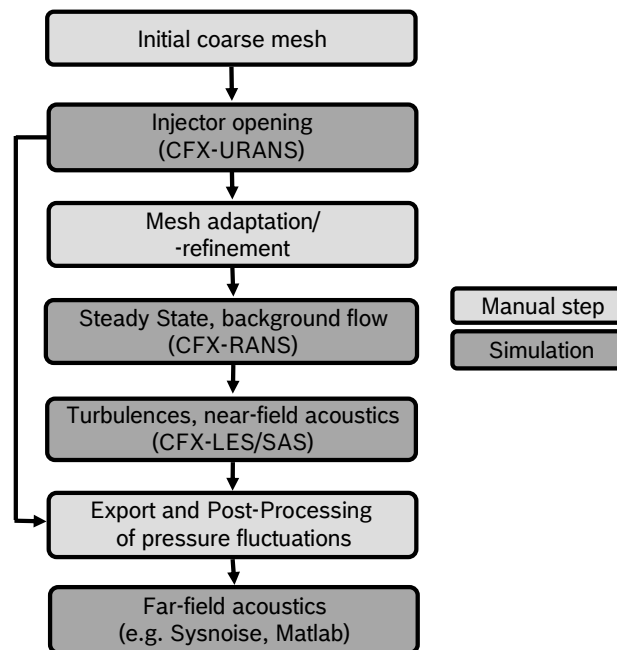 Initial coarse mesh
Injector opening
(CFX-URANS)
Mesh adaptation/
-refinement
Steady State, background flow
(CFX-RANS)
Turbulences, near-field acoustics
(CFX-LES/SAS)
Export and Post-Processing
of pressure fluctuations
Far-field acoustics
(e.g. Sysnoise, Matlab)
Manual step
Simulation